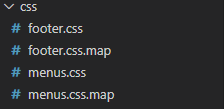 css
# footer.css
# footer.css.map
# menus.css
# menus.css.map